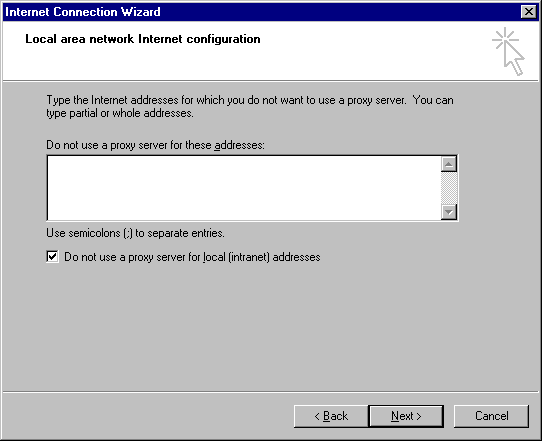 Internet Connection Wizard
Local area network Internet configuration
Type the Internet addresses for which you do not want to use a proxy server. You can
type partial or whole addresses.
Do not use a proxy server for these addresses:
Use semicolons (;) to separate entries.
Do not use a proxy server for local (intranet) addresses
< Back Next > Cancel